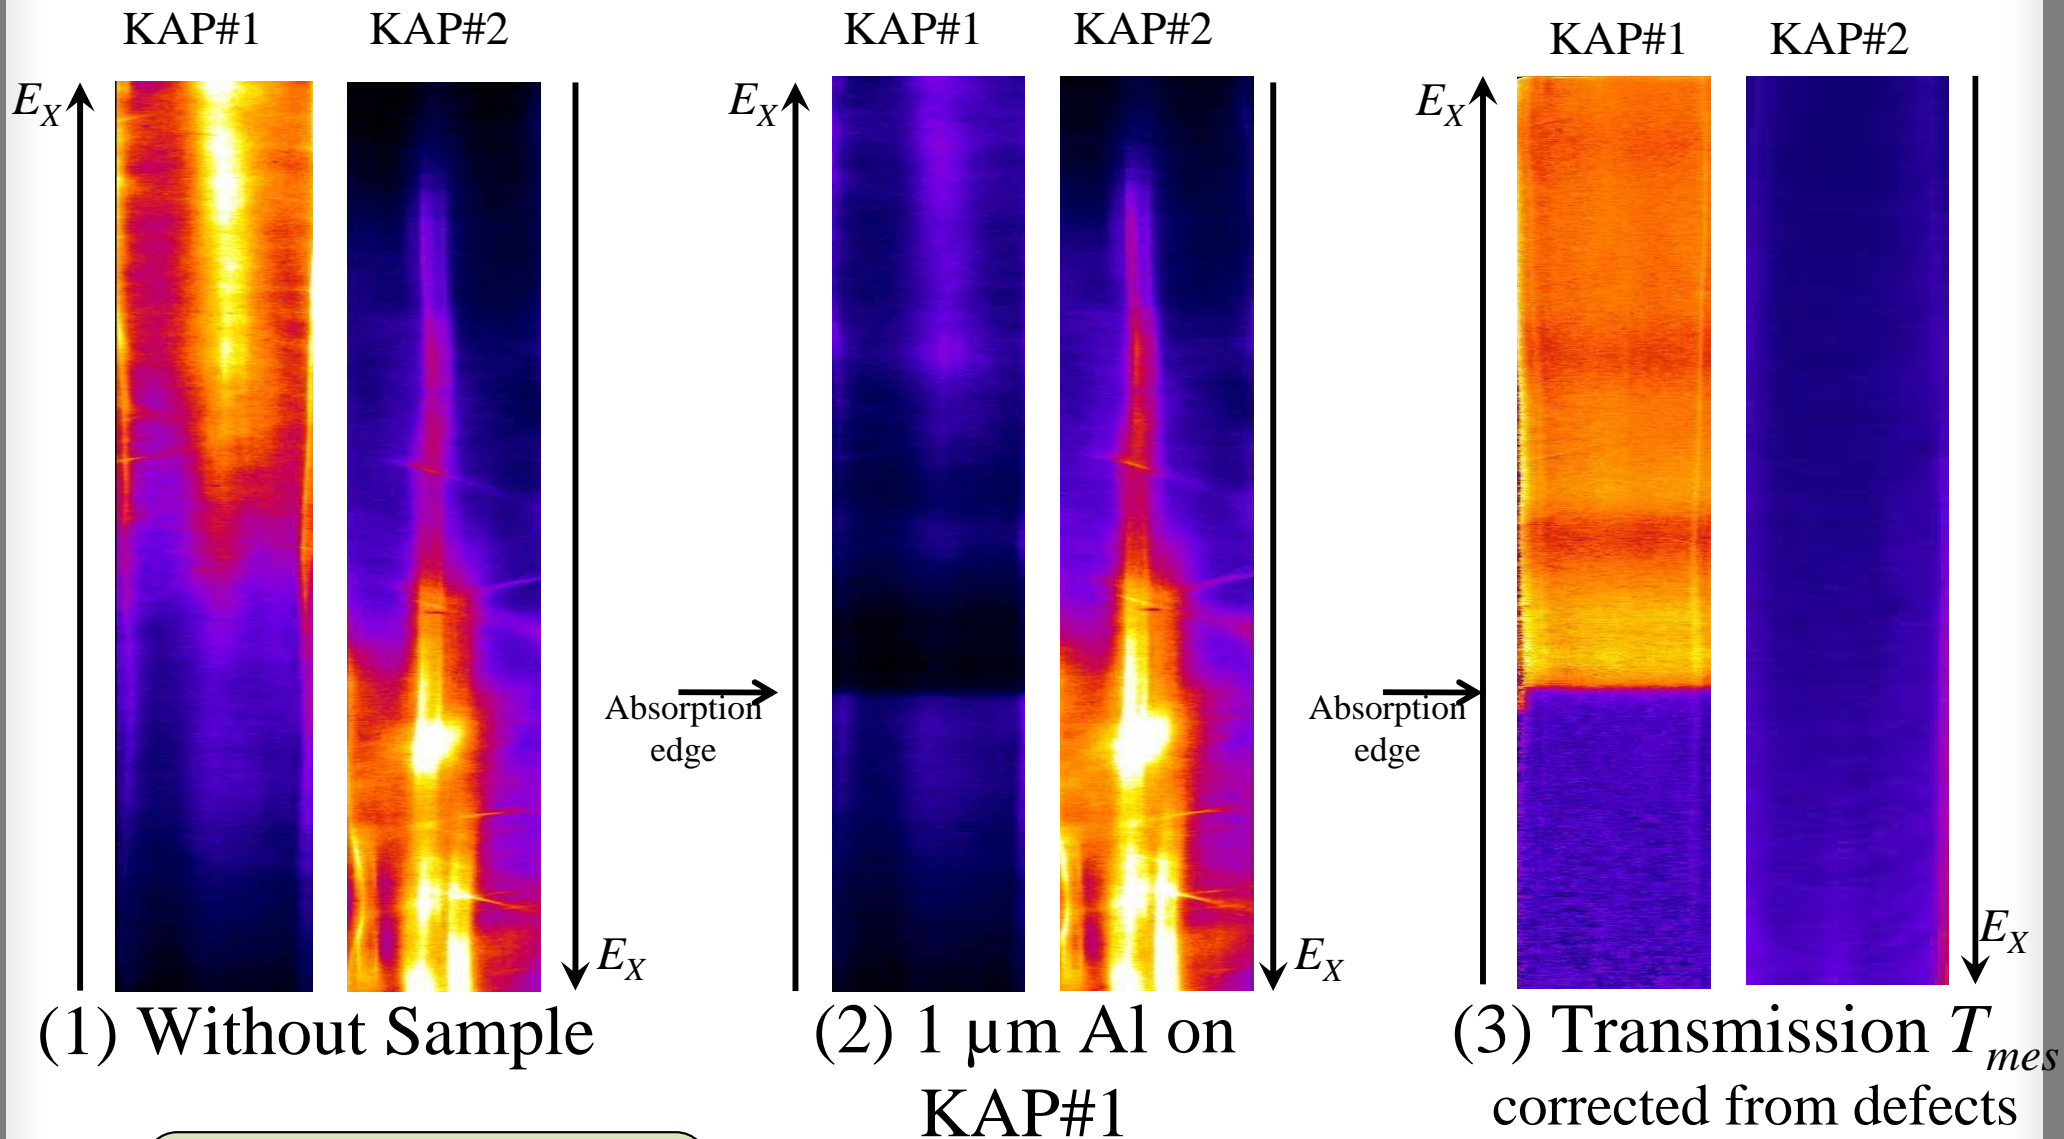 KAP#1 KAP#2 KAP#1 KAP#2 KAP#1 KAP#2
E_X E_X E_X
Absorption edge Absorption edge
E_X E_X E_X
(1) Without Sample
(2) 1 µm Al on
KAP#1
(3) Transmission T_mes
corrected from defects